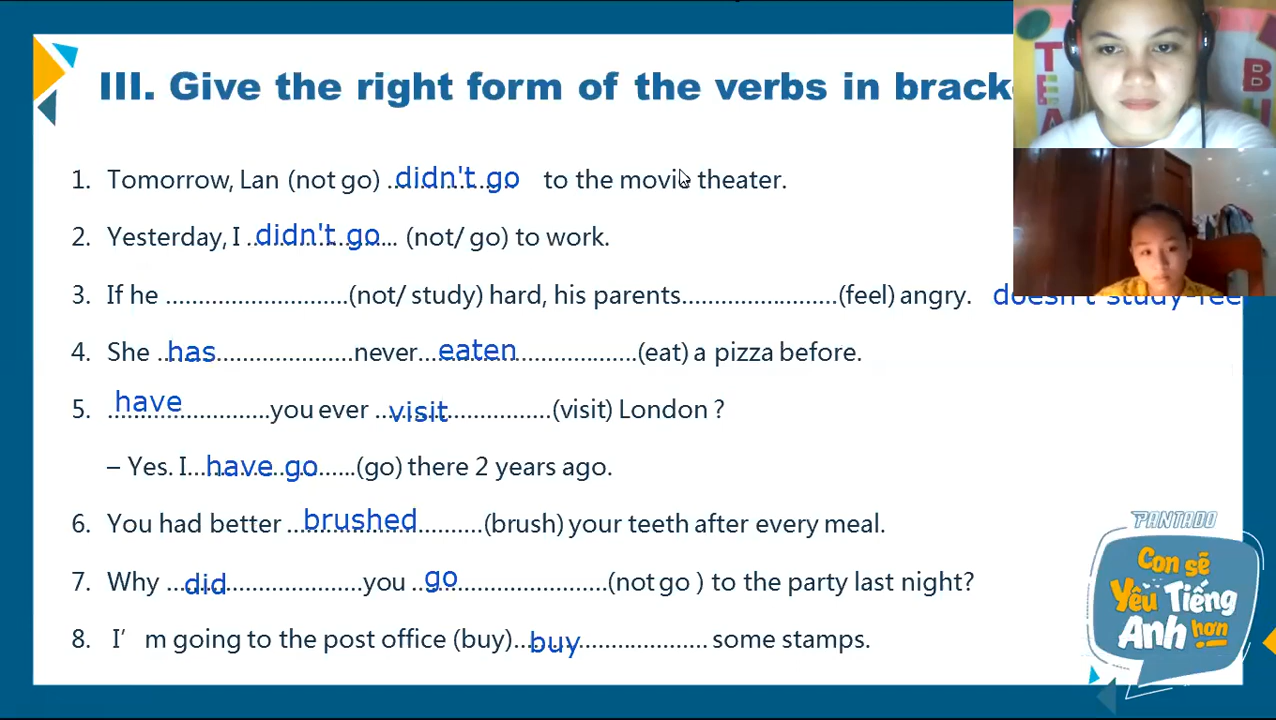 III. Give the right form of the verbs in brack
1. Tomorrow, Lan (not go) ..didn't go to the movie theater.
2. Yesterday, I ..didn't go... (not/ go) to work.
3. If he ............................(not/ study) hard, his parents........................(feel) angry. doesn't study-fee
4. She ..has.....................never...eaten..................(eat) a pizza before.
5. have.............you ever ...visit................(visit) London ?
– Yes. I...have go......(go) there 2 years ago.
6. You had better ...brushed..........(brush) your teeth after every meal.
7. Why ...did.....................you ..go.......................(not go ) to the party last night?
8. I' m going to the post office (buy)...buy.................... some stamps.
PANTADO
Con sẽ
Yêu Tiếng
Anh hơn
TE
A
B